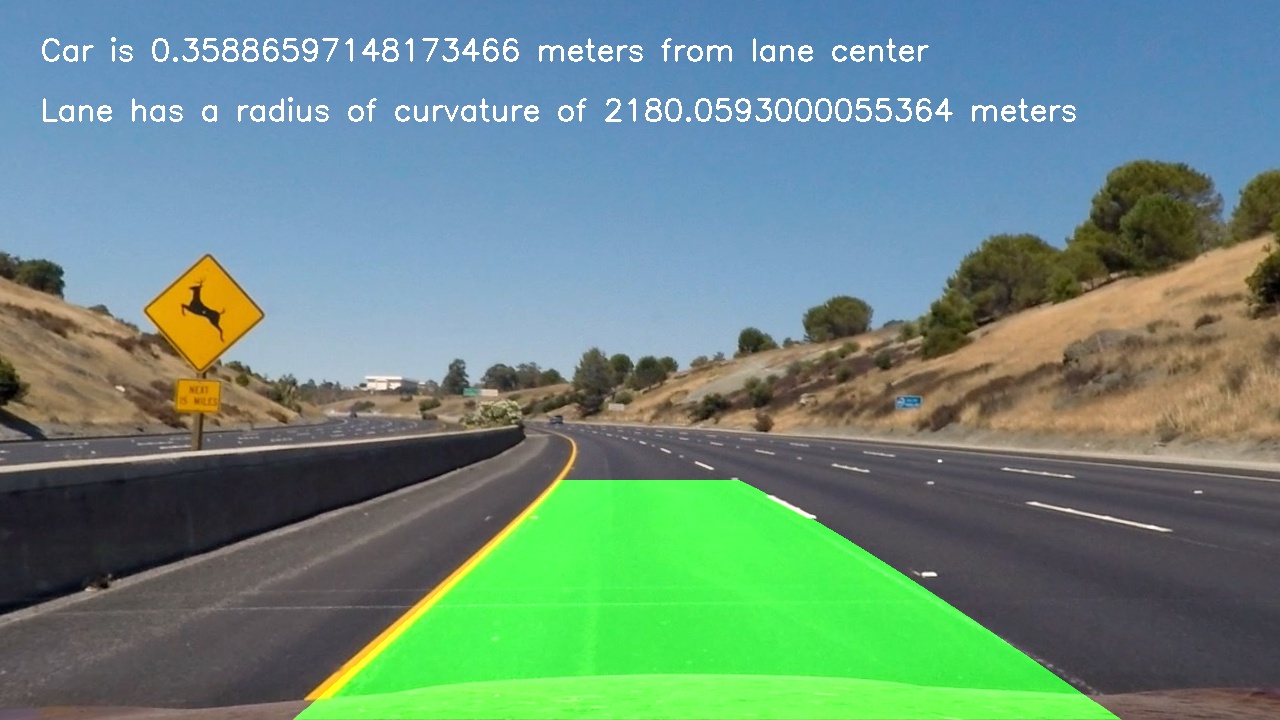 Car is 0.35886597148173466 meters from lane center
Lane has a radius of curvature of 2180.0593000055364 meters
NEXT
15 MILES